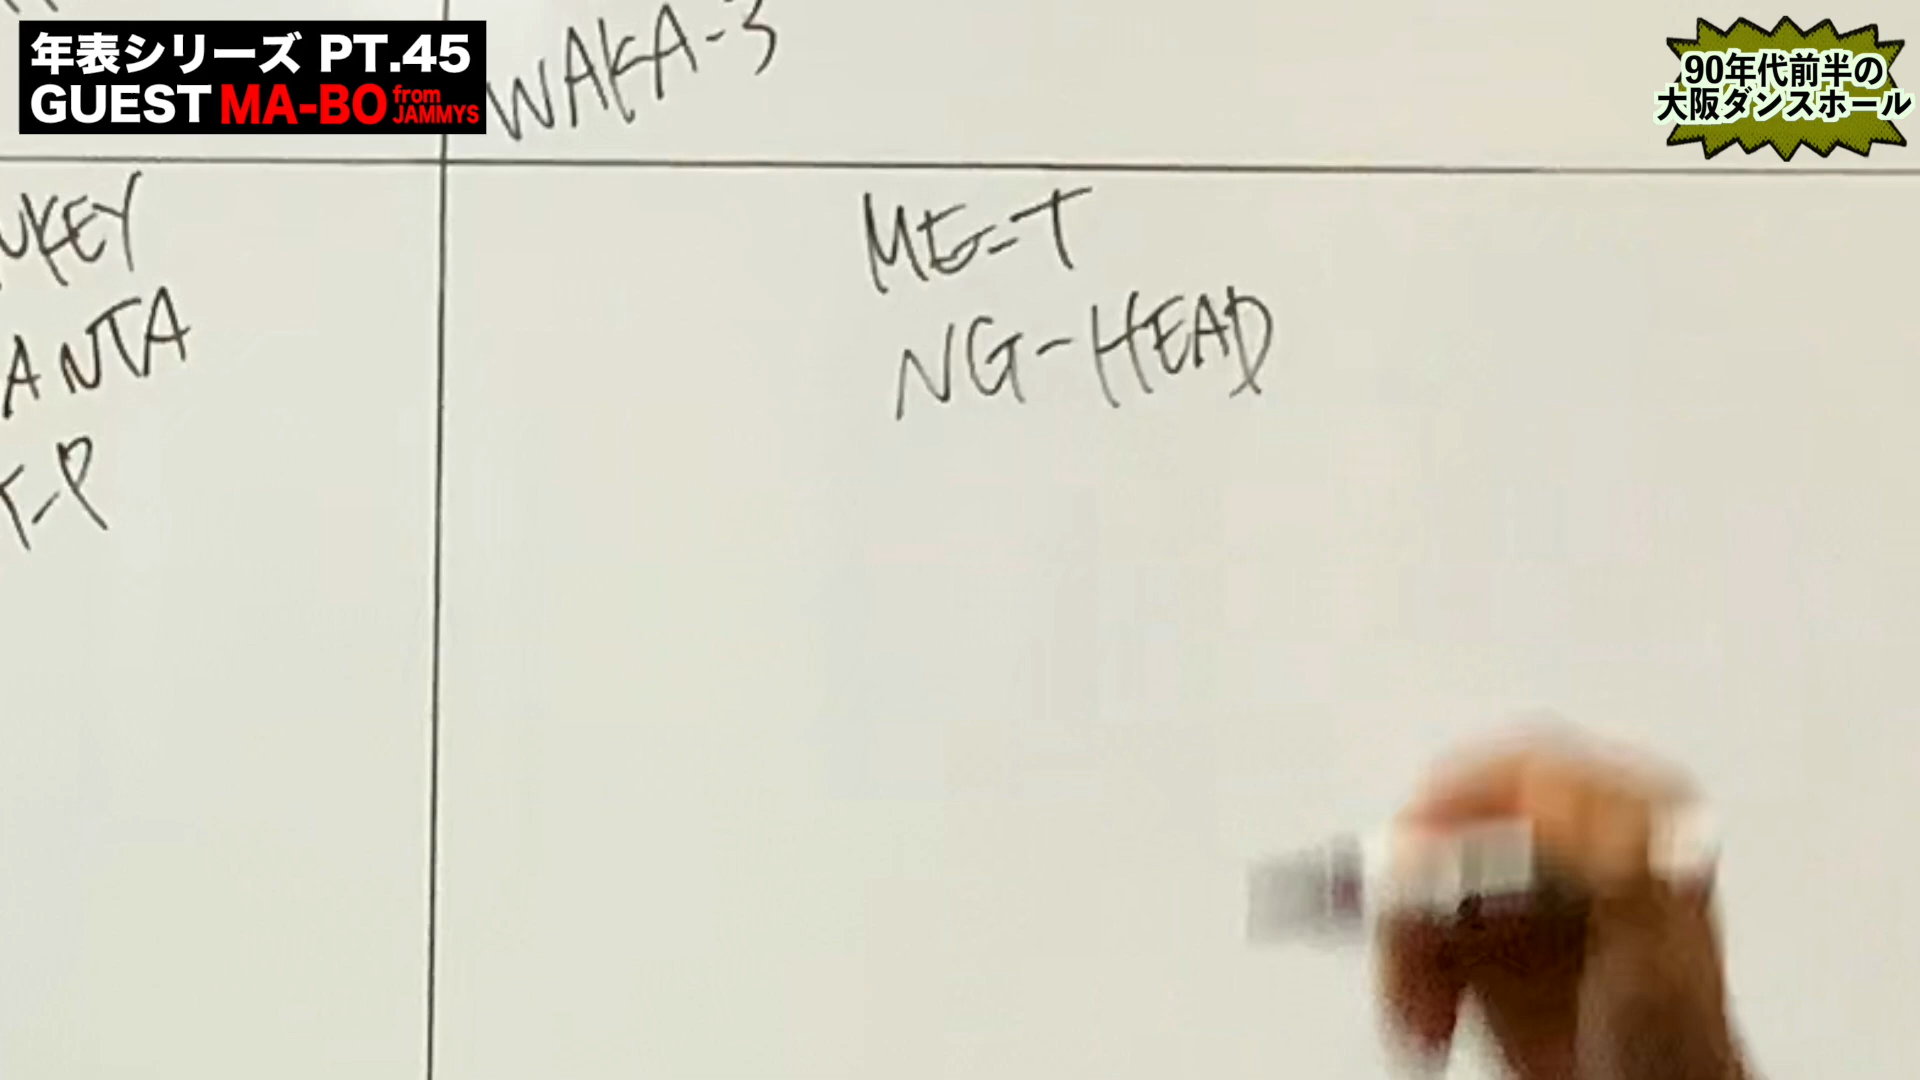 年表シリーズ PT.45
GUEST MA-BO from JAMMYS
90年代前半の
大阪ダンスホール
WAKA-3
NKEY
ANTA
T-P
ME=T
NG-HEAD